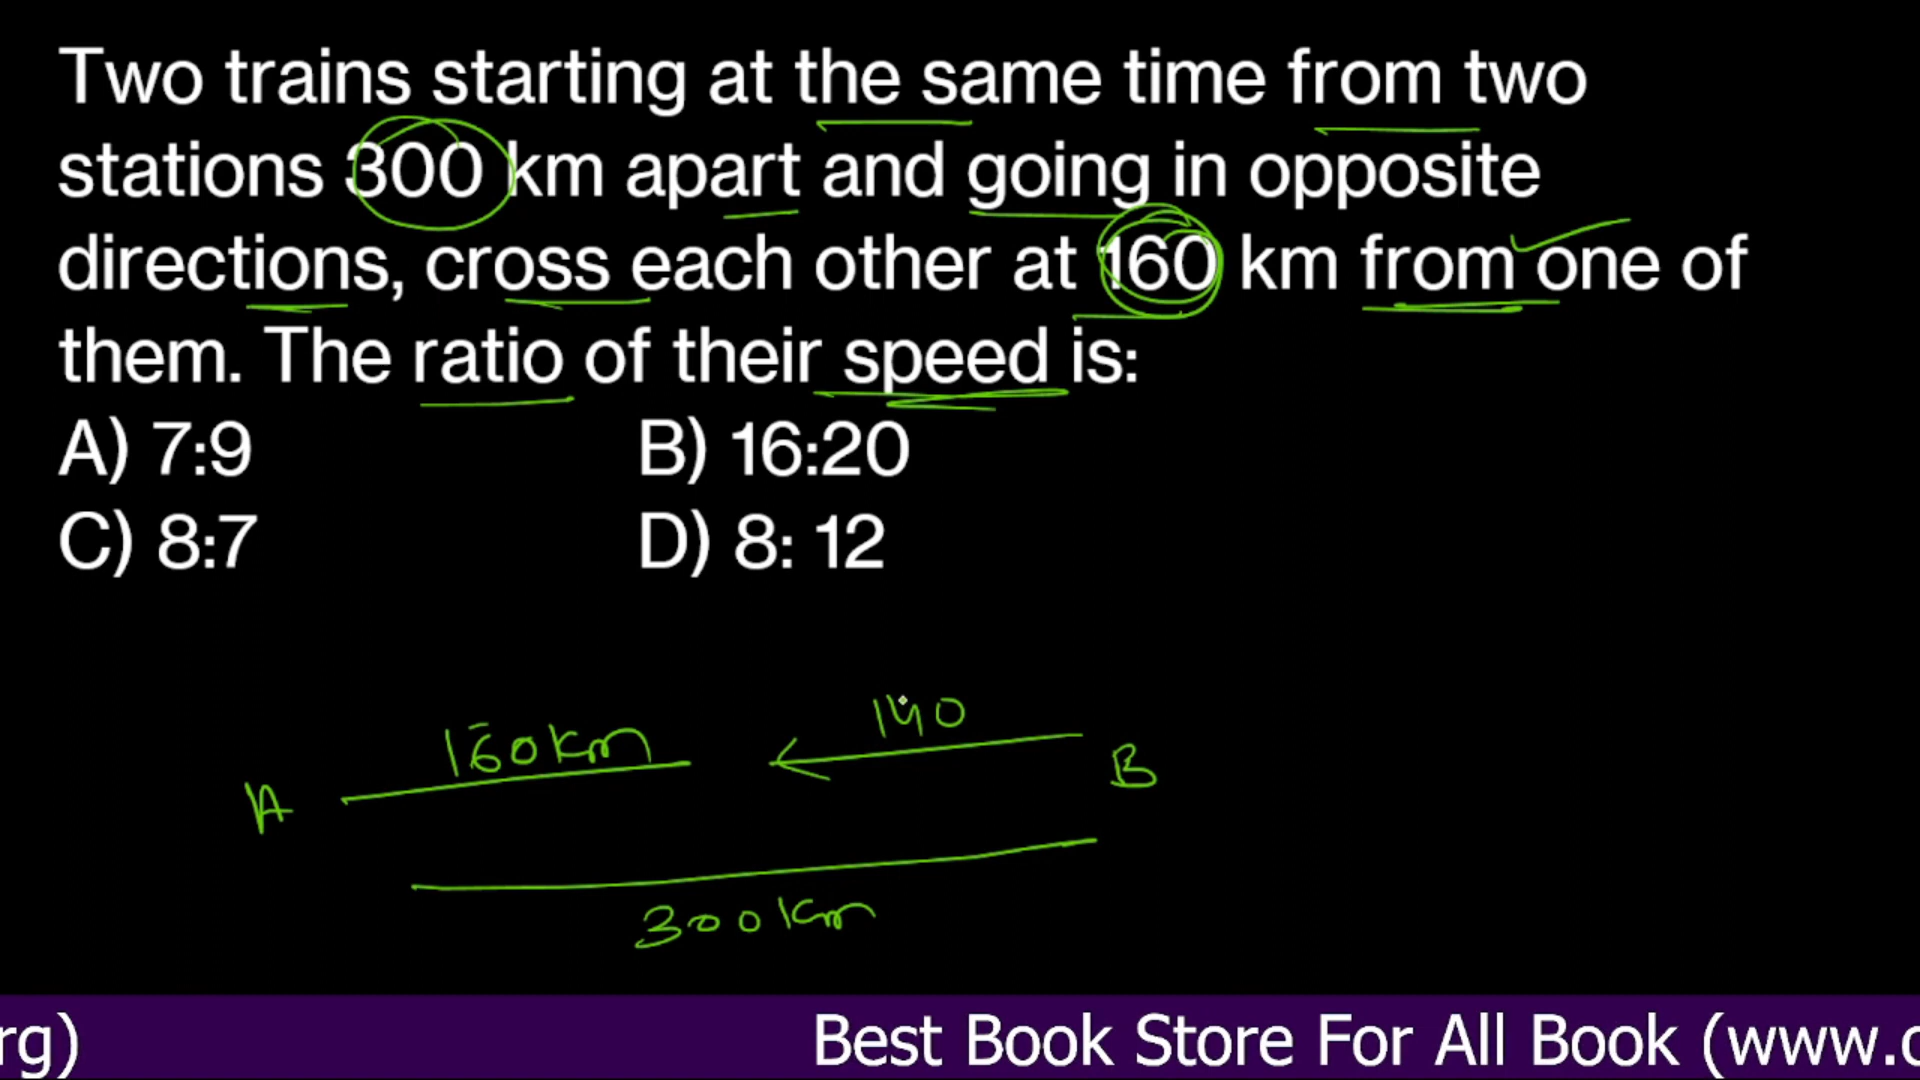 Two trains starting at the same time from two
stations 300 km apart and going in opposite
directions, cross each other at 160 km from one of
them. The ratio of their speed is:
A) 7:9 B) 16:20
C) 8:7 D) 8: 12
160km 140
A B
300km
rg) Best Book Store For All Book (www.